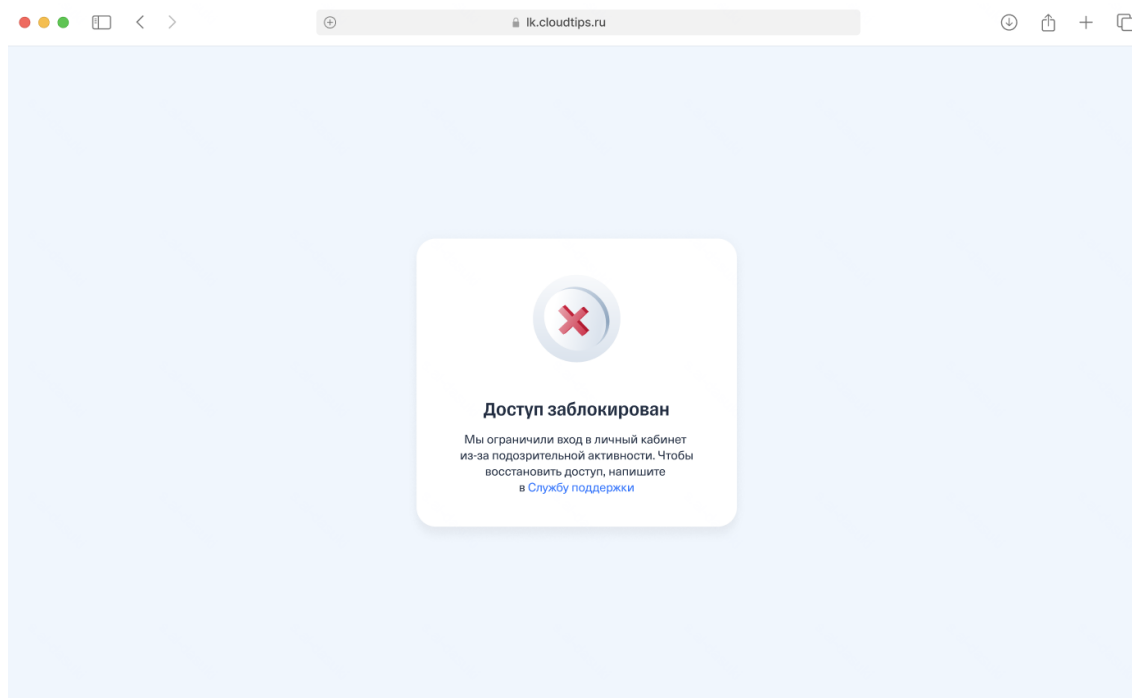 lk.cloudtips.ru
Доступ заблокирован
Мы ограничили вход в личный кабинет
из-за подозрительной активности. Чтобы
восстановить доступ, напишите
в Службу поддержки